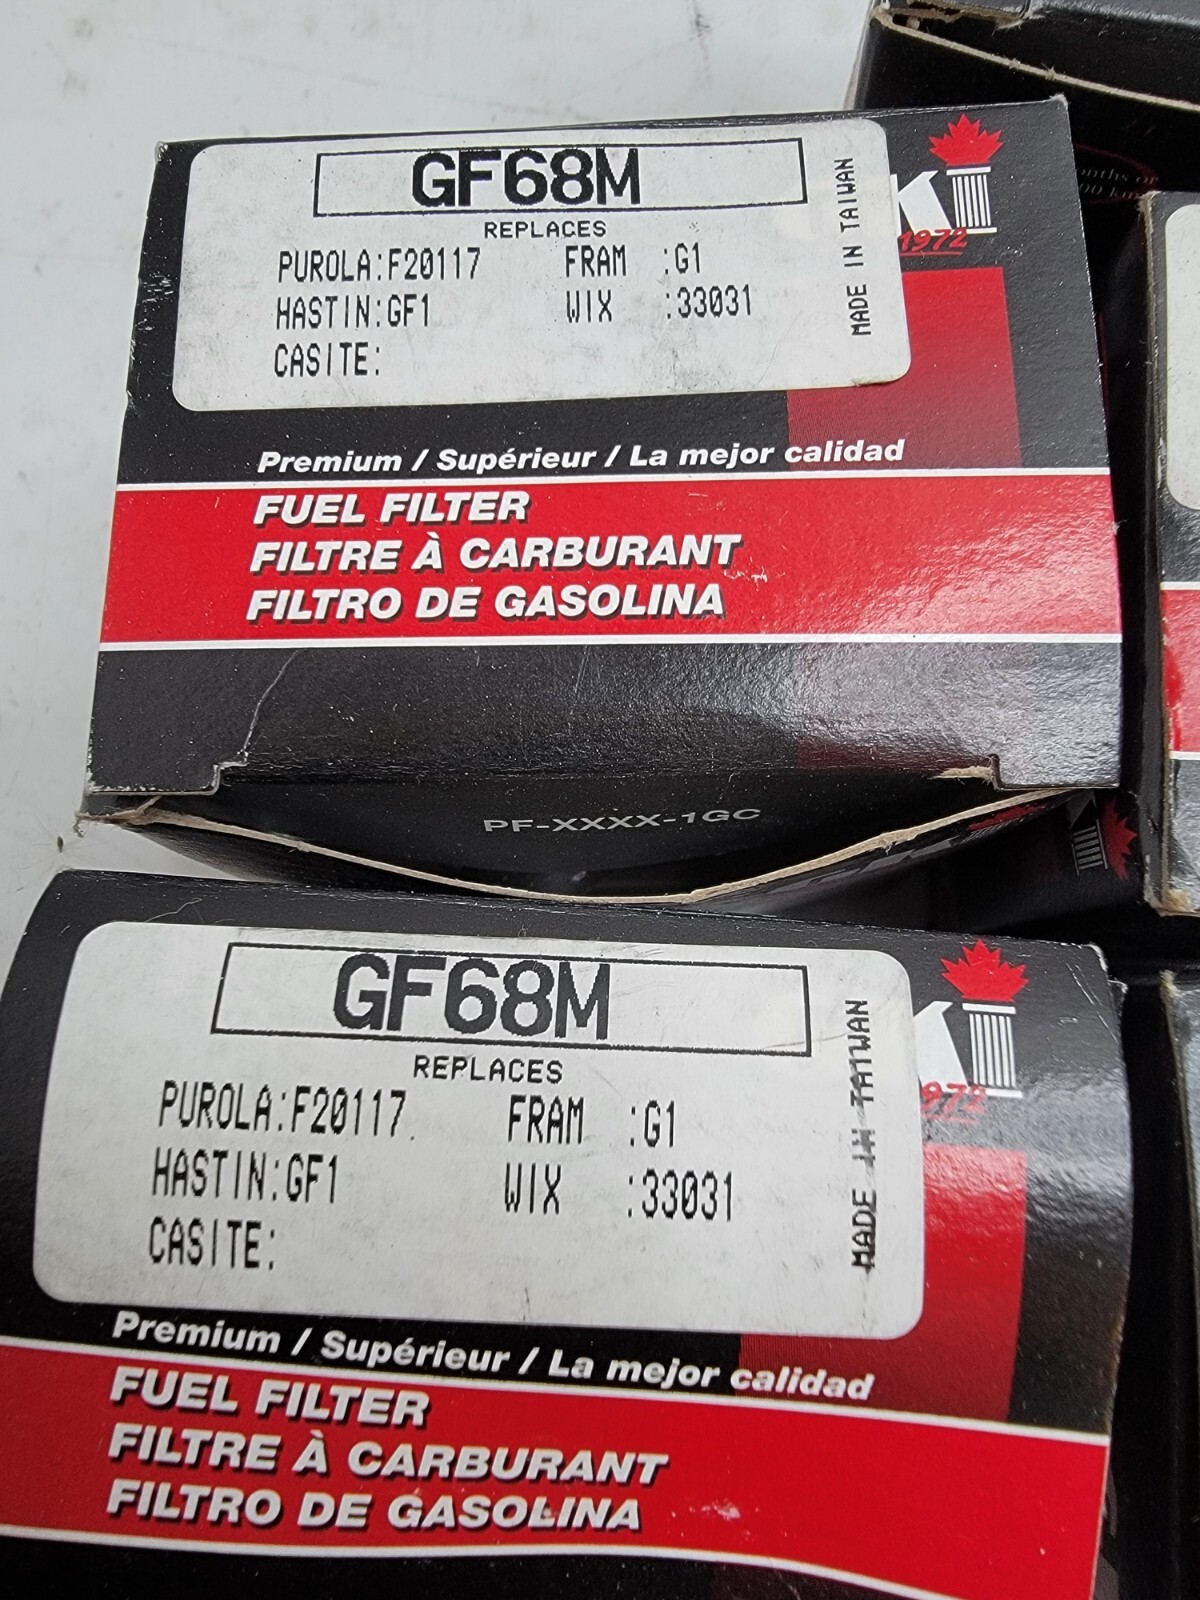 GF68M
REPLACES
PUROLA:F20117 FRAM :G1
HASTIN:GF1 WIX :33031
CASITE:
MADE IN TAIWAN
1972
Premium / Supérieur / La mejor calidad
FUEL FILTER
FILTRE À CARBURANT
FILTRO DE GASOLINA
PF-XXXX-1GC
GF68M
REPLACES
PUROLA:F20117 FRAM :G1
HASTIN:GF1 WIX :33031
CASITE:
MADE IN TAIWAN
972
Premium / Supérieur / La mejor calidad
FUEL FILTER
FILTRE À CARBURANT
FILTRO DE GASOLINA